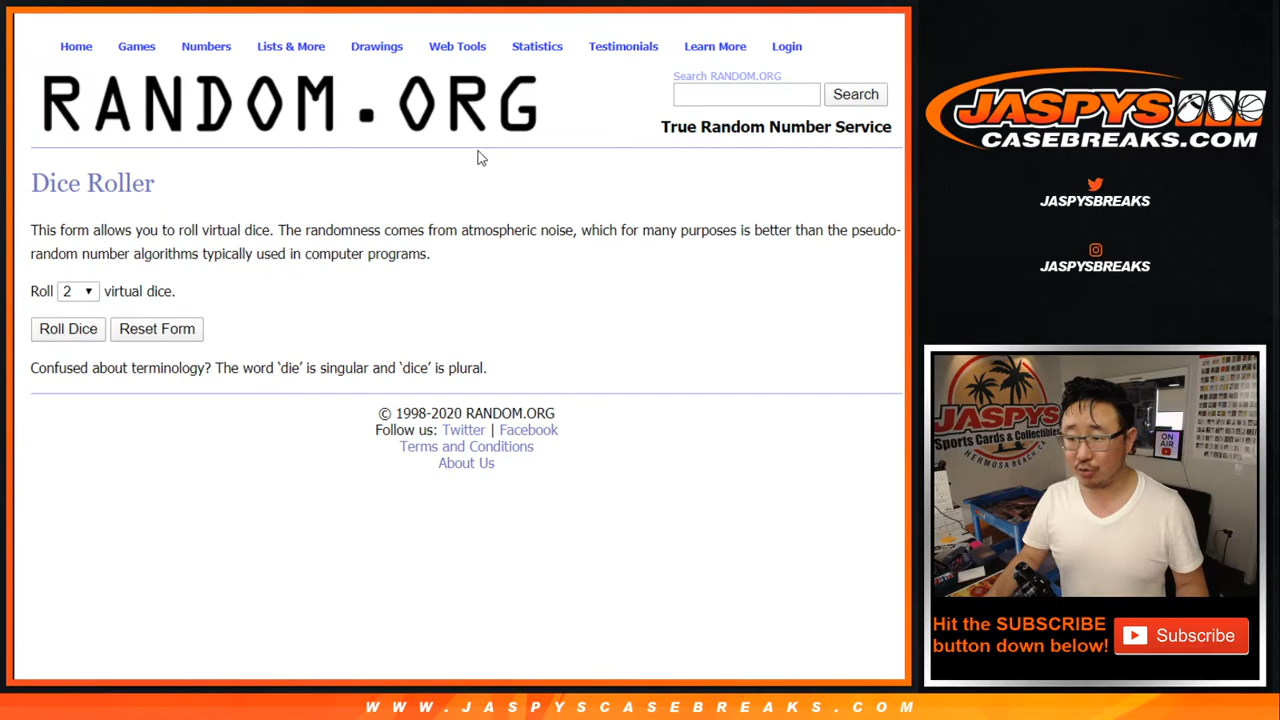 Home Games Numbers Lists & More Drawings Web Tools Statistics Testimonials Learn More Login
RANDOM.ORG
Search RANDOM.ORG
Search
True Random Number Service
Dice Roller
This form allows you to roll virtual dice. The randomness comes from atmospheric noise, which for many purposes is better than the pseudo-
random number algorithms typically used in computer programs.
Roll 2 virtual dice.
Roll Dice Reset Form
Confused about terminology? The word ‘die’ is singular and ‘dice’ is plural.
© 1998-2020 RANDOM.ORG
Follow us: Twitter | Facebook
Terms and Conditions
About Us
JASPYS
CASEBREAKS.COM
JASPYSBREAKS
JASPYSBREAKS
JASPYS
Sports Cards & Collectibles
HERMOSA BEACH, CA
ON
AIR
Hit the SUBSCRIBE
button down below!
Subscribe
WWW.JASPYSCASEBREAKS.COM